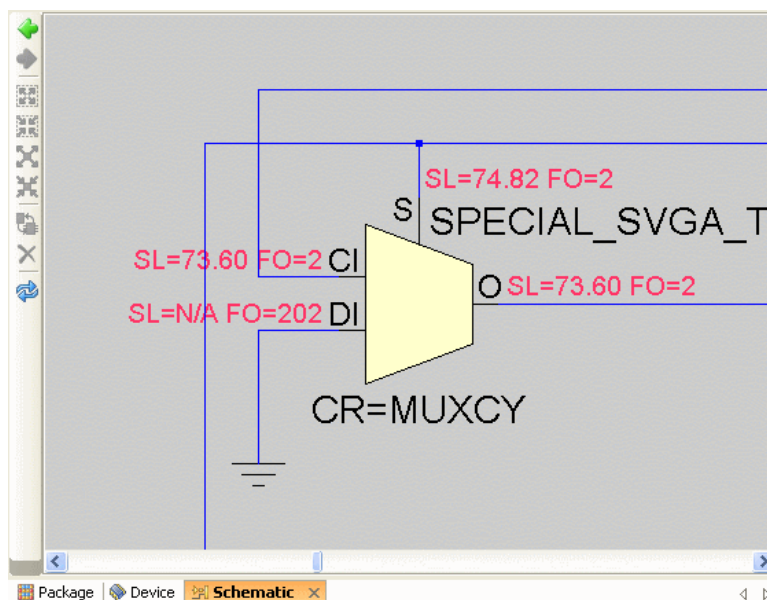 SL=74.82 FO=2
S SPECIAL_SVGA_T
SL=73.60 FO=2 CI
O SL=73.60 FO=2
SL=N/A FO=202 DI
CR=MUXCY
Package Device Schematic